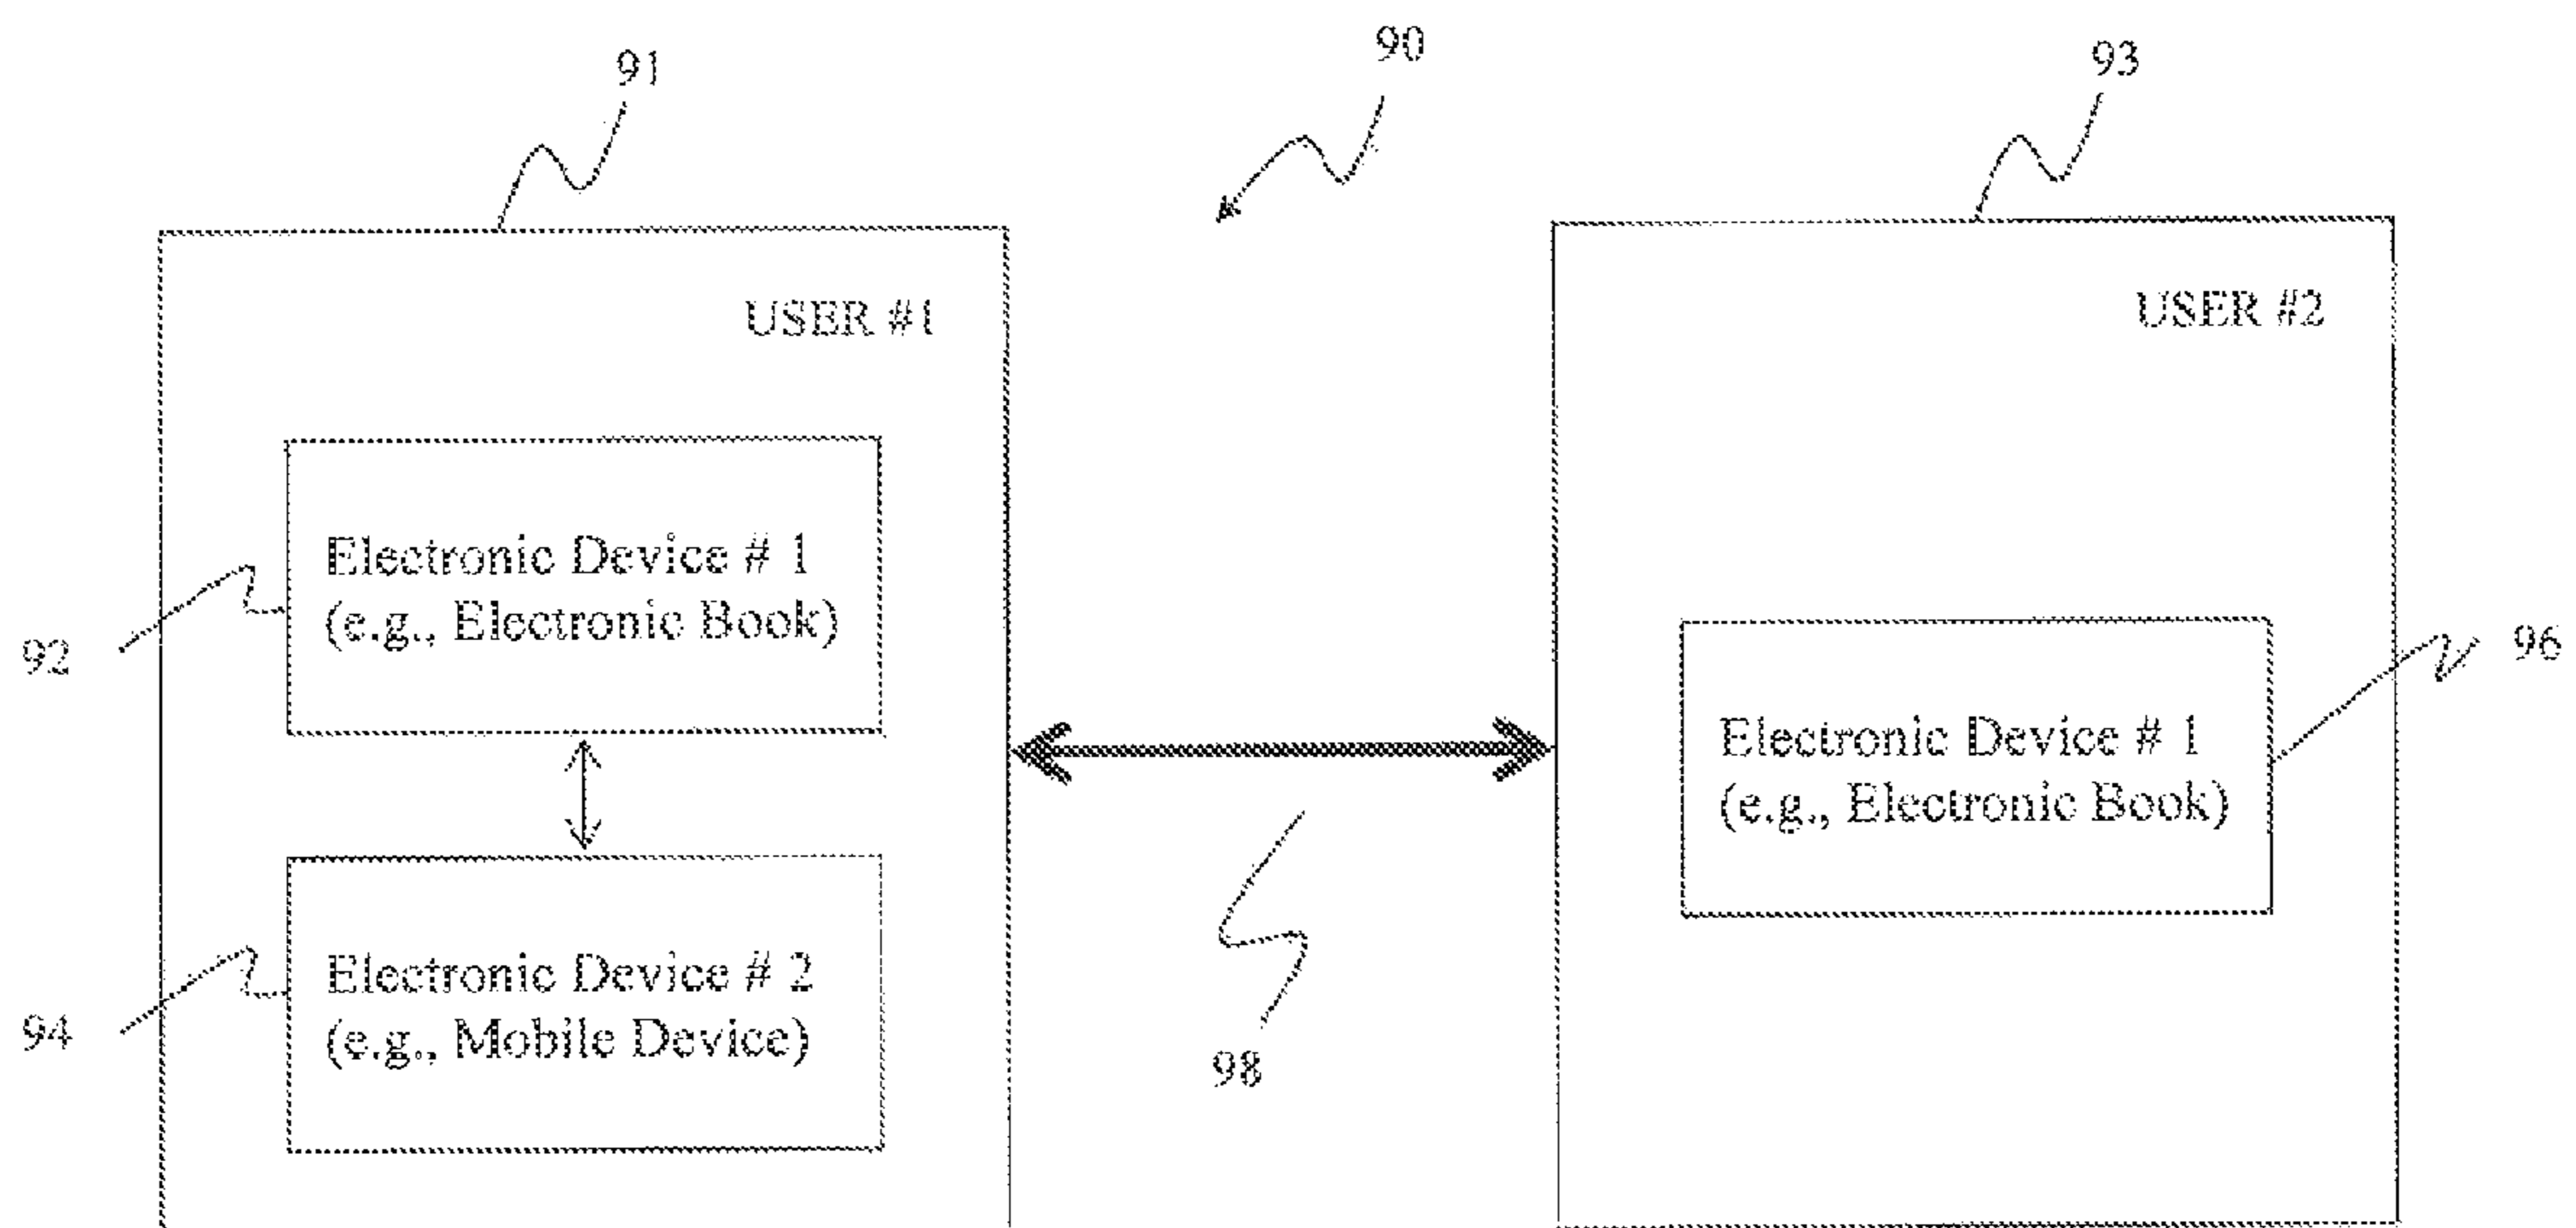 91
90
93
USER #1
USER #2
Electronic Device # 1
(e.g., Electronic Book)
92
Electronic Device # 1
(e.g., Electronic Book)
96
Electronic Device # 2
(e.g., Mobile Device)
94
98